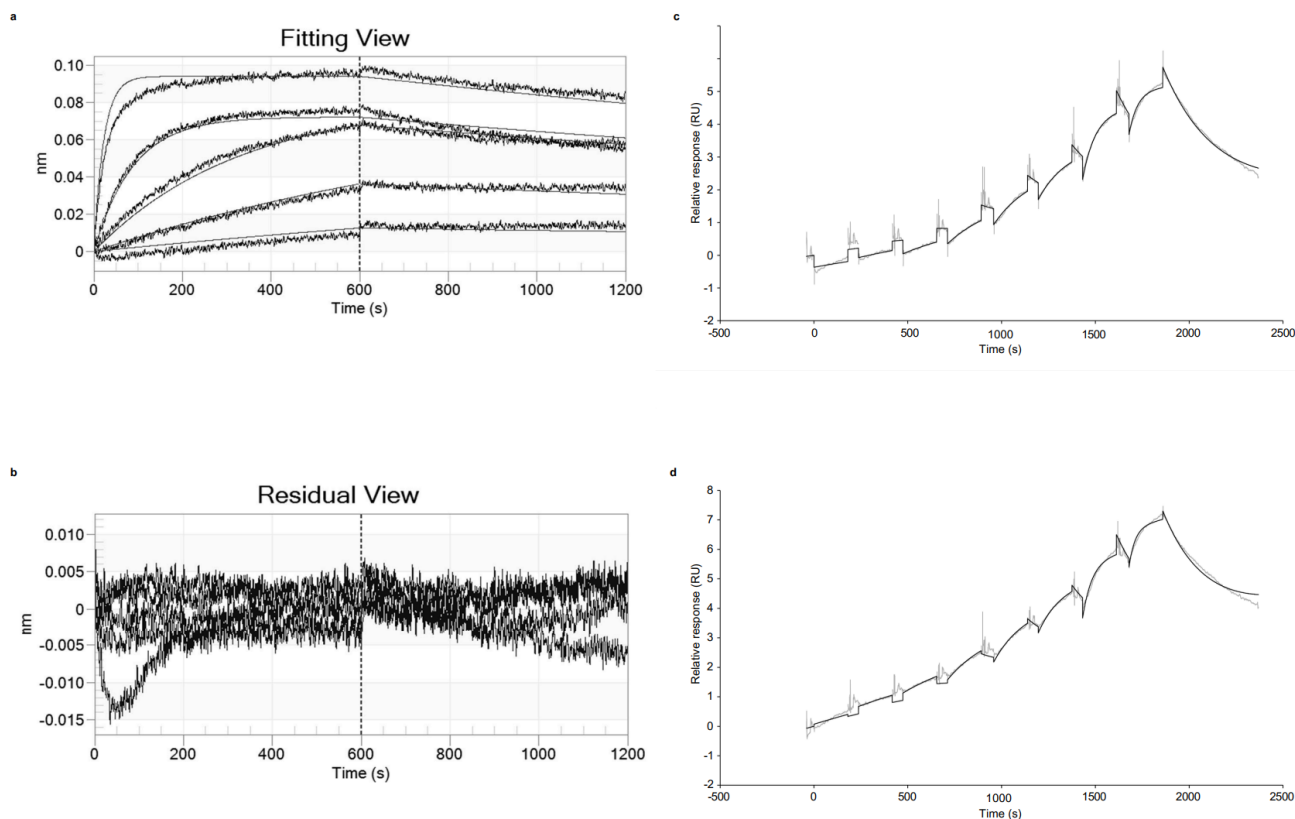 a
Fitting View
0.10
0.08
0.06
0.04
0.02
0
nm
0 200 400 600 800 1000 1200
Time (s)
c
5
4
3
2
1
0
-1
-2
Relative response (RU)
-500 0 500 1000 1500 2000 2500
Time (s)
b
Residual View
0.010
0.005
0
-0.005
-0.010
-0.015
nm
0 200 400 600 800 1000 1200
Time (s)
d
8
7
6
5
4
3
2
1
0
-1
-2
Relative response (RU)
-500 0 500 1000 1500 2000 2500
Time (s)